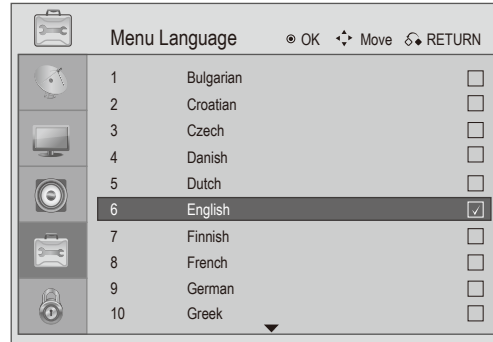 Menu Language OK Move RETURN
1 Bulgarian
2 Croatian
3 Czech
4 Danish
5 Dutch
6 English
7 Finnish
8 French
9 German
10 Greek